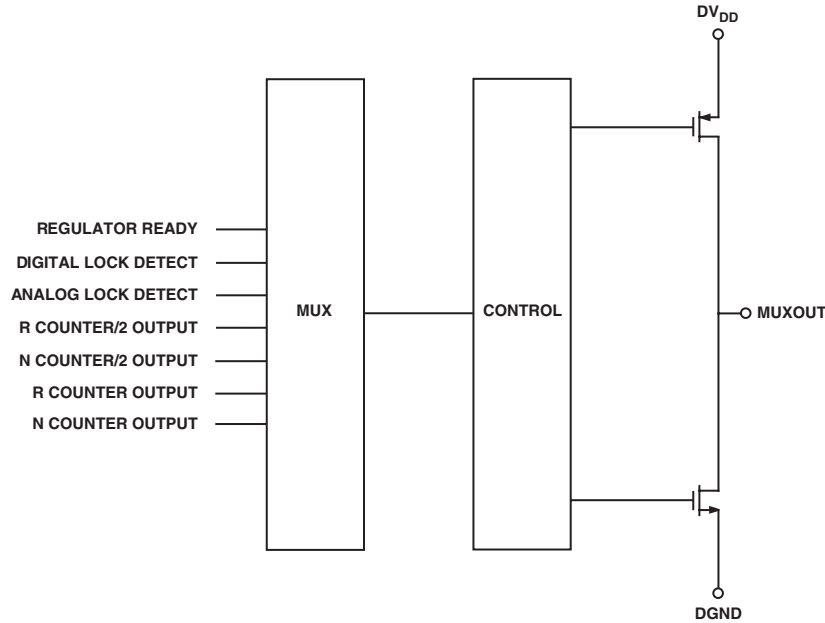 DV_DD
REGULATOR READY
DIGITAL LOCK DETECT
ANALOG LOCK DETECT
R COUNTER/2 OUTPUT
N COUNTER/2 OUTPUT
R COUNTER OUTPUT
N COUNTER OUTPUT
MUX
CONTROL
MUXOUT
DGND